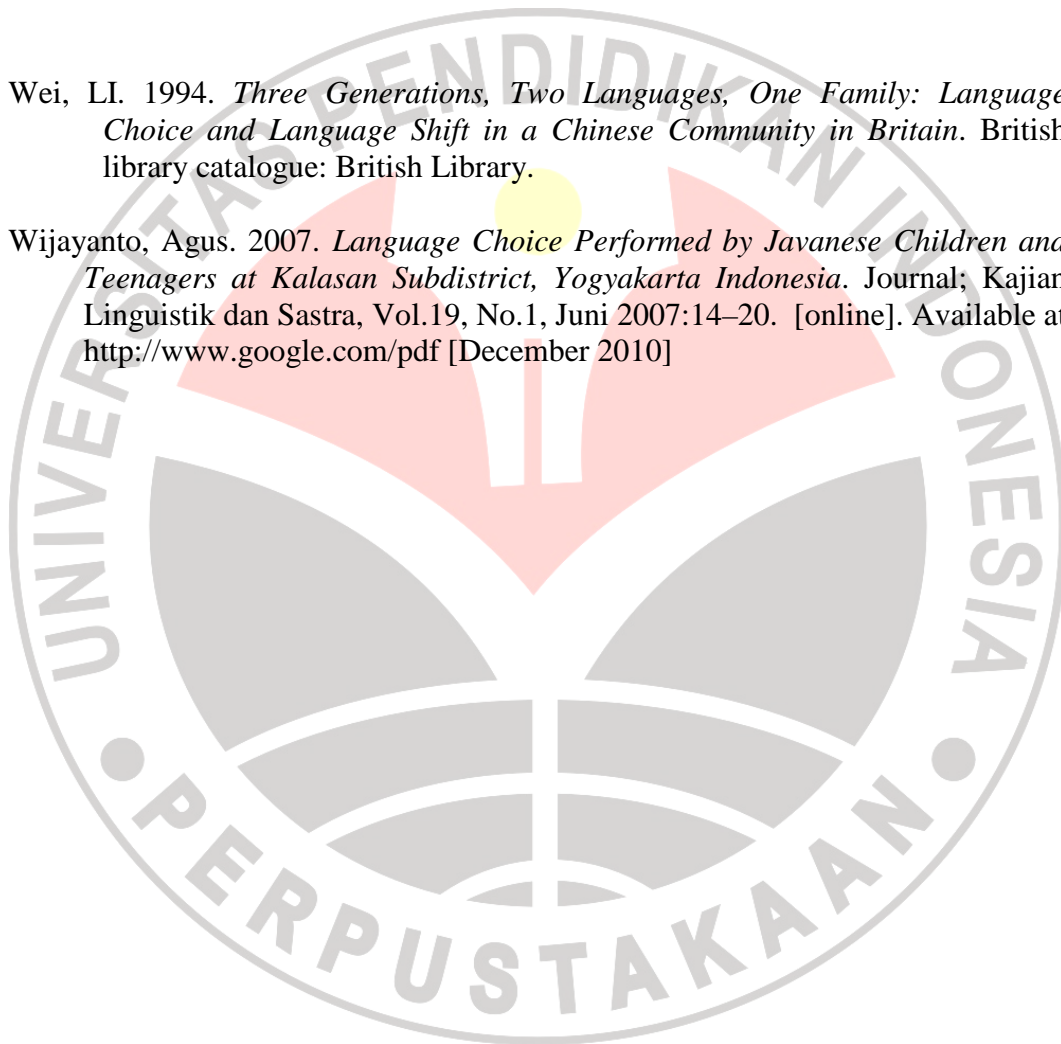 Wei, LI. 1994. Three Generations, Two Languages, One Family: Language
Choice and Language Shift in a Chinese Community in Britain. British
library catalogue: British Library.
Wijayanto, Agus. 2007. Language Choice Performed by Javanese Children and
Teenagers at Kalasan Subdistrict, Yogyakarta Indonesia. Journal; Kajian
Linguistik dan Sastra, Vol.19, No.1, Juni 2007:14–20. [online]. Available at
http://www.google.com/pdf [December 2010]
UNIVERSITAS PENDIDIKAN INDONESIA
PERPUSTAKAAN